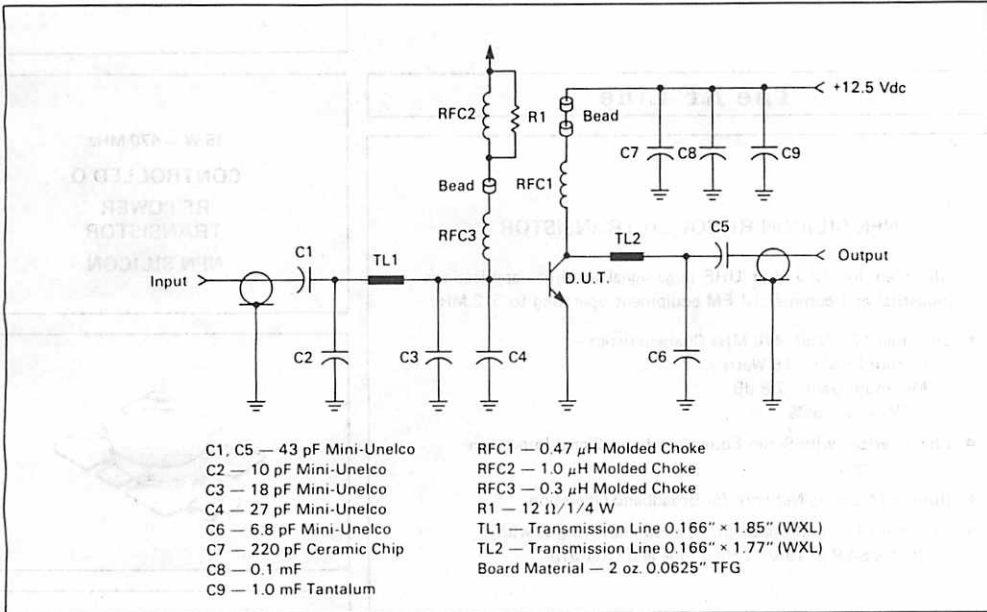 RFC2
R1
Bead
+12.5 Vdc
C7
C8
C9
Bead
RFC1
RFC3
C5
C1
TL1
TL2
Input
Output
D.U.T.
C2
C3
C4
C6
C1, C5 — 43 pF Mini-Unelco
C2 — 10 pF Mini-Unelco
C3 — 18 pF Mini-Unelco
C4 — 27 pF Mini-Unelco
C6 — 6.8 pF Mini-Unelco
C7 — 220 pF Ceramic Chip
C8 — 0.1 mF
C9 — 1.0 mF Tantalum
RFC1 — 0.47 μH Molded Choke
RFC2 — 1.0 μH Molded Choke
RFC3 — 0.3 μH Molded Choke
R1 — 12 Ω/1/4 W
TL1 — Transmission Line 0.166" × 1.85" (WXL)
TL2 — Transmission Line 0.166" × 1.77" (WXL)
Board Material — 2 oz. 0.0625" TFG